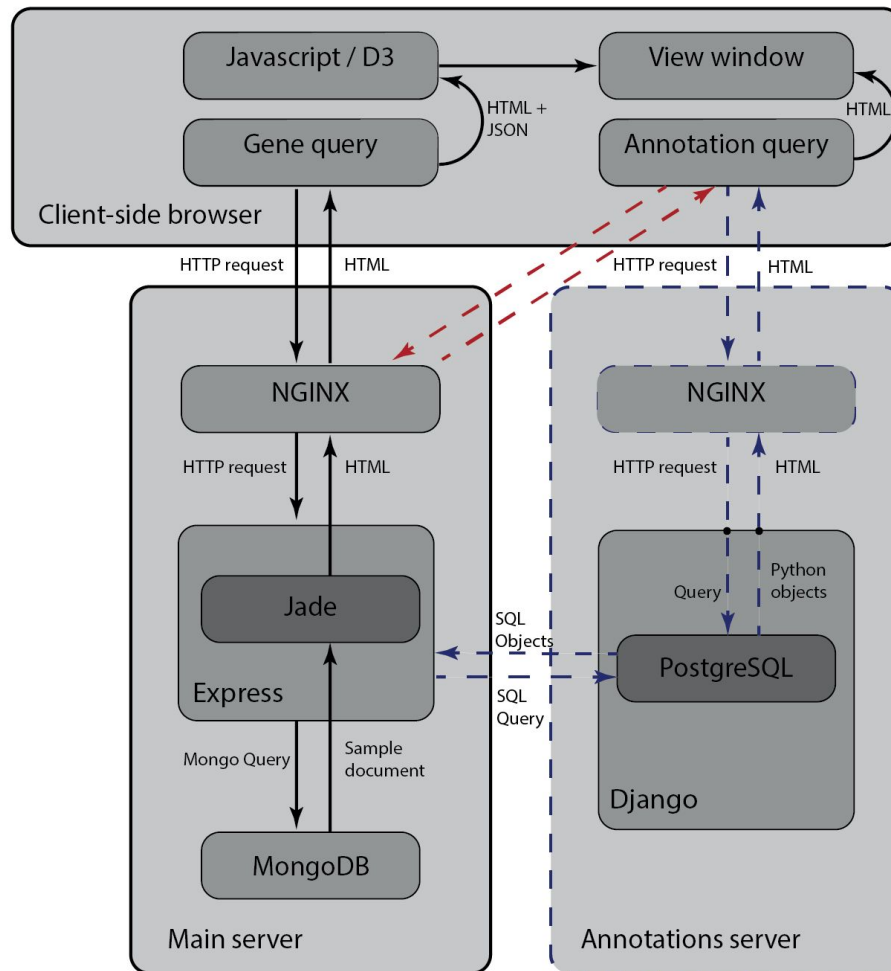 Javascript / D3
View window
HTML +
JSON
HTML
Gene query
Annotation query
Client-side browser
HTTP request
HTML
HTTP request
HTML
NGINX
NGINX
HTTP request
HTML
HTTP request
HTML
Jade
Query
Python
objects
SQL
Objects
PostgreSQL
Express
SQL
Query
Mongo Query
Sample
document
Django
MongoDB
Main server
Annotations server